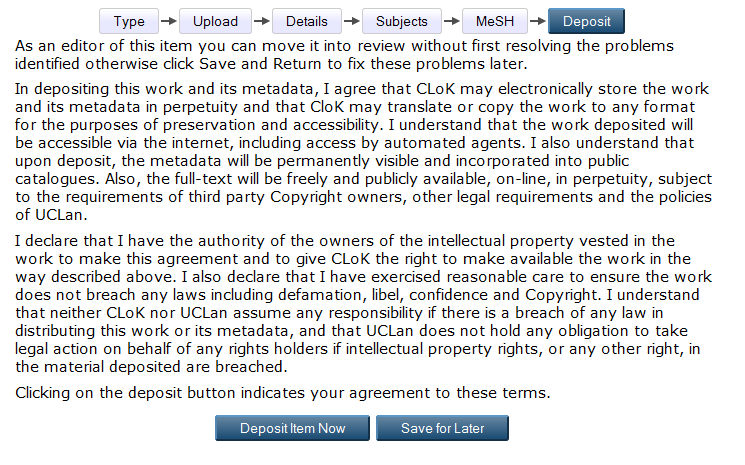 Type → Upload → Details → Subjects → MeSH → Deposit
As an editor of this item you can move it into review without first resolving the problems
identified otherwise click Save and Return to fix these problems later.
In depositing this work and its metadata, I agree that CLoK may electronically store the work
and its metadata in perpetuity and that CloK may translate or copy the work to any format
for the purposes of preservation and accessibility. I understand that the work deposited will
be accessible via the internet, including access by automated agents. I also understand that
upon deposit, the metadata will be permanently visible and incorporated into public
catalogues. Also, the full-text will be freely and publicly available, on-line, in perpetuity, subject
to the requirements of third party Copyright owners, other legal requirements and the policies
of UCLan.
I declare that I have the authority of the owners of the intellectual property vested in the
work to make this agreement and to give CLoK the right to make available the work in the
way described above. I also declare that I have exercised reasonable care to ensure the work
does not breach any laws including defamation, libel, confidence and Copyright. I understand
that neither CLoK nor UCLan assume any responsibility if there is a breach of any law in
distributing this work or its metadata, and that UCLan does not hold any obligation to take
legal action on behalf of any rights holders if intellectual property rights, or any other right, in
the material deposited are breached.
Clicking on the deposit button indicates your agreement to these terms.
Deposit Item Now Save for Later